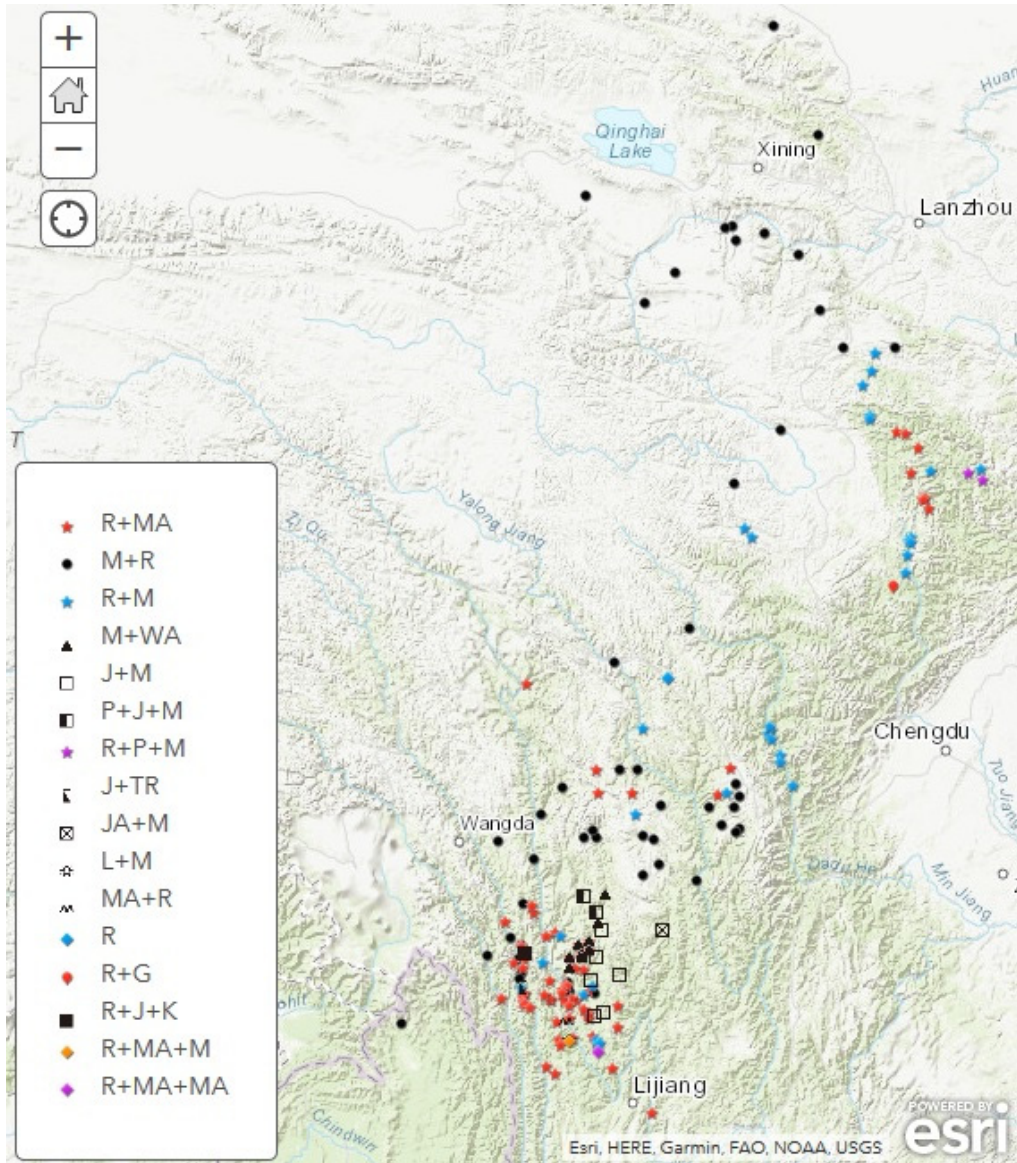 +
−
Qinghai
Lake
Xining
Huan
Lanzhou
T
Zi Qu
Yalong Jiang
R+MA
M+R
R+M
M+WA
J+M
P+J+M
R+P+M
J+TR
JA+M
L+M
MA+R
R
R+G
R+J+K
R+MA+M
R+MA+MA
Chengdu
Tuo Jiang
Wangda
Dadu He
Min Jiang
ohit
Lijiang
Chindwin
POWERED BY
esri
Esri, HERE, Garmin, FAO, NOAA, USGS